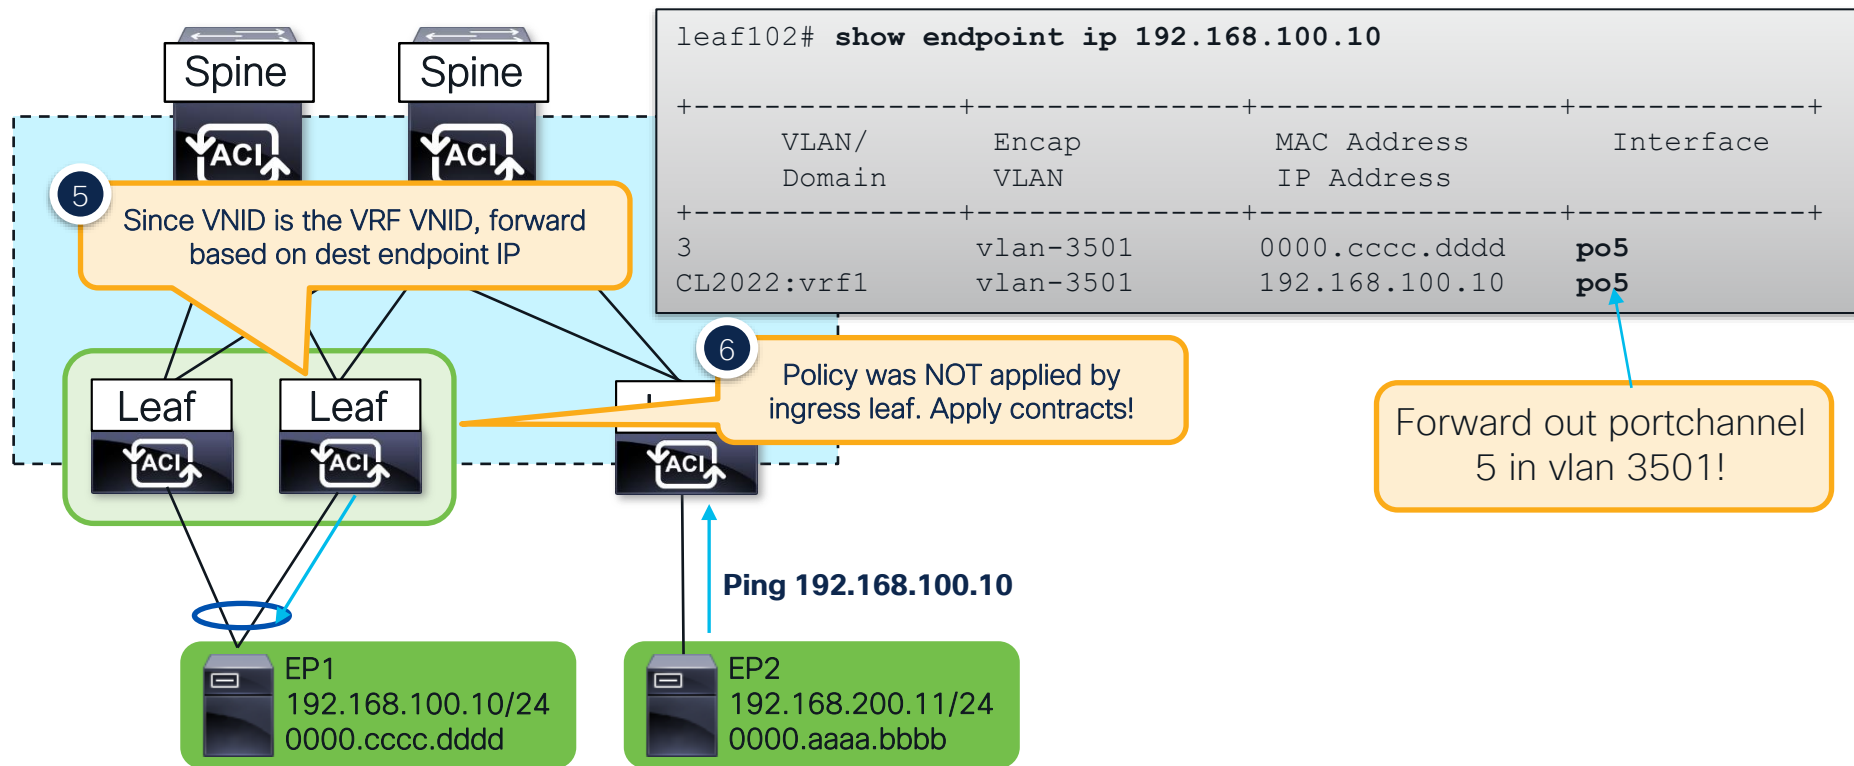 Spine
Spine
ACI
ACI
leaf102# show endpoint ip 192.168.100.10
+---------------+---------------+-----------------+-------------+
VLAN/ Encap MAC Address Interface
Domain VLAN IP Address
+---------------+---------------+-----------------+-------------+
3 vlan-3501 0000.cccc.dddd po5
CL2022:vrf1 vlan-3501 192.168.100.10 po5
5
Since VNID is the VRF VNID, forward
based on dest endpoint IP
6
Policy was NOT applied by
ingress leaf. Apply contracts!
Forward out portchannel
5 in vlan 3501!
Leaf
Leaf
ACI
ACI
ACI
Ping 192.168.100.10
EP1
192.168.100.10/24
0000.cccc.dddd
EP2
192.168.200.11/24
0000.aaaa.bbbb